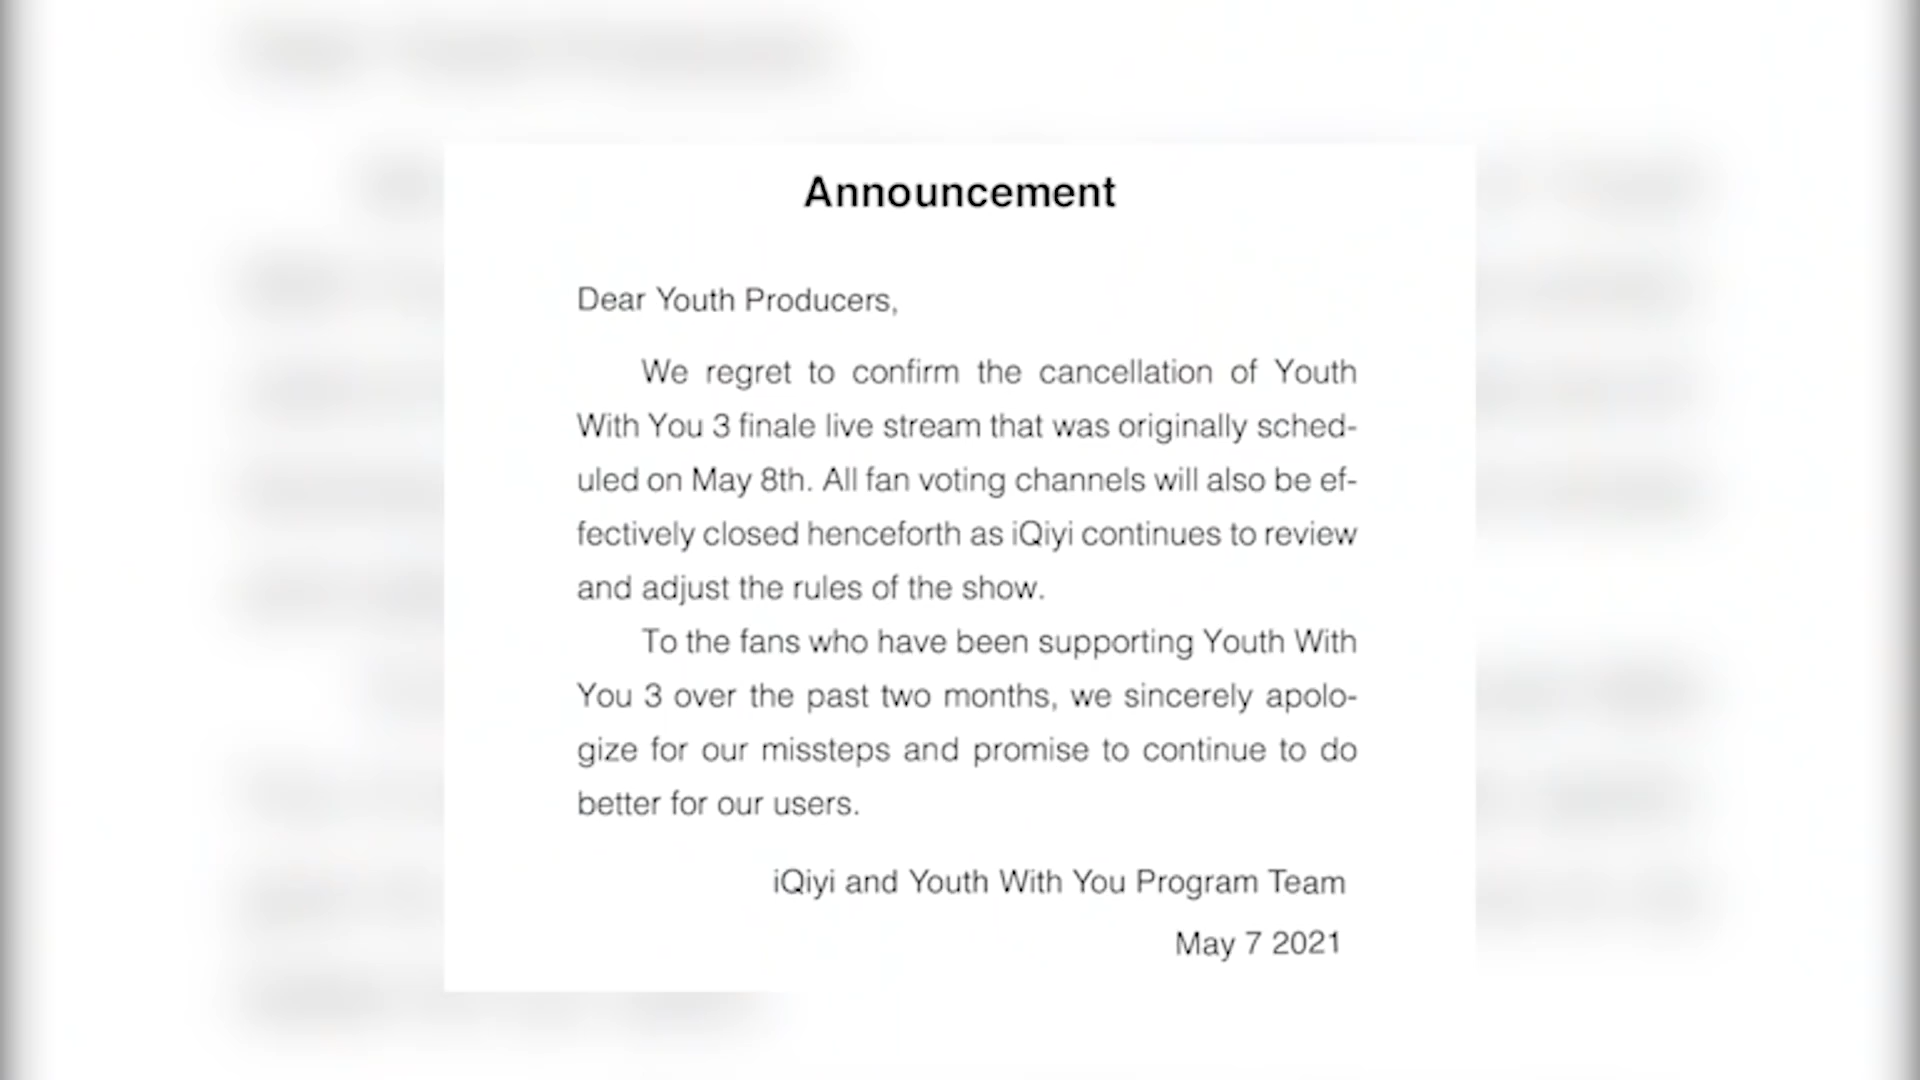 Announcement
Dear Youth Producers,
We regret to confirm the cancellation of Youth
With You 3 finale live stream that was originally sched-
uled on May 8th. All fan voting channels will also be ef-
fectively closed henceforth as iQiyi continues to review
and adjust the rules of the show.
To the fans who have been supporting Youth With
You 3 over the past two months, we sincerely apolo-
gize for our missteps and promise to continue to do
better for our users.
iQiyi and Youth With You Program Team
May 7 2021